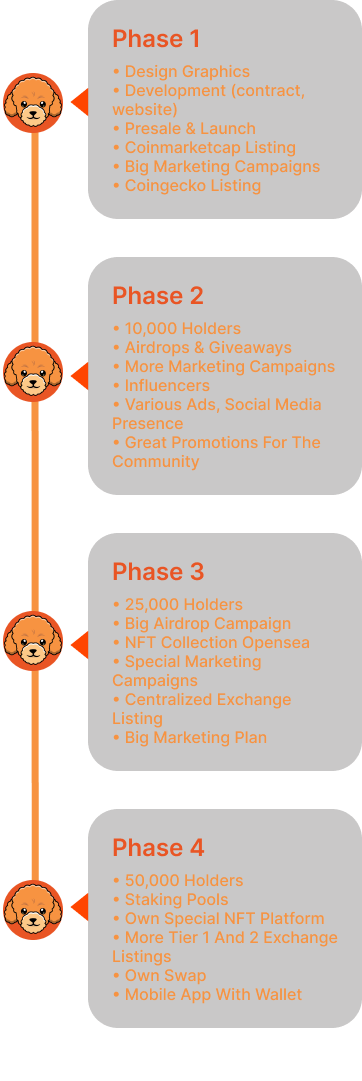 Phase 1
• Design Graphics
• Development (contract,
website)
• Presale & Launch
• Coinmarketcap Listing
• Big Marketing Campaigns
• Coingecko Listing
Phase 2
• 10,000 Holders
• Airdrops & Giveaways
• More Marketing Campaigns
• Influencers
• Various Ads, Social Media
Presence
• Great Promotions For The
Community
Phase 3
• 25,000 Holders
• Big Airdrop Campaign
• NFT Collection Opensea
• Special Marketing
Campaigns
• Centralized Exchange
Listing
• Big Marketing Plan
Phase 4
• 50,000 Holders
• Staking Pools
• Own Special NFT Platform
• More Tier 1 And 2 Exchange
Listings
• Own Swap
• Mobile App With Wallet